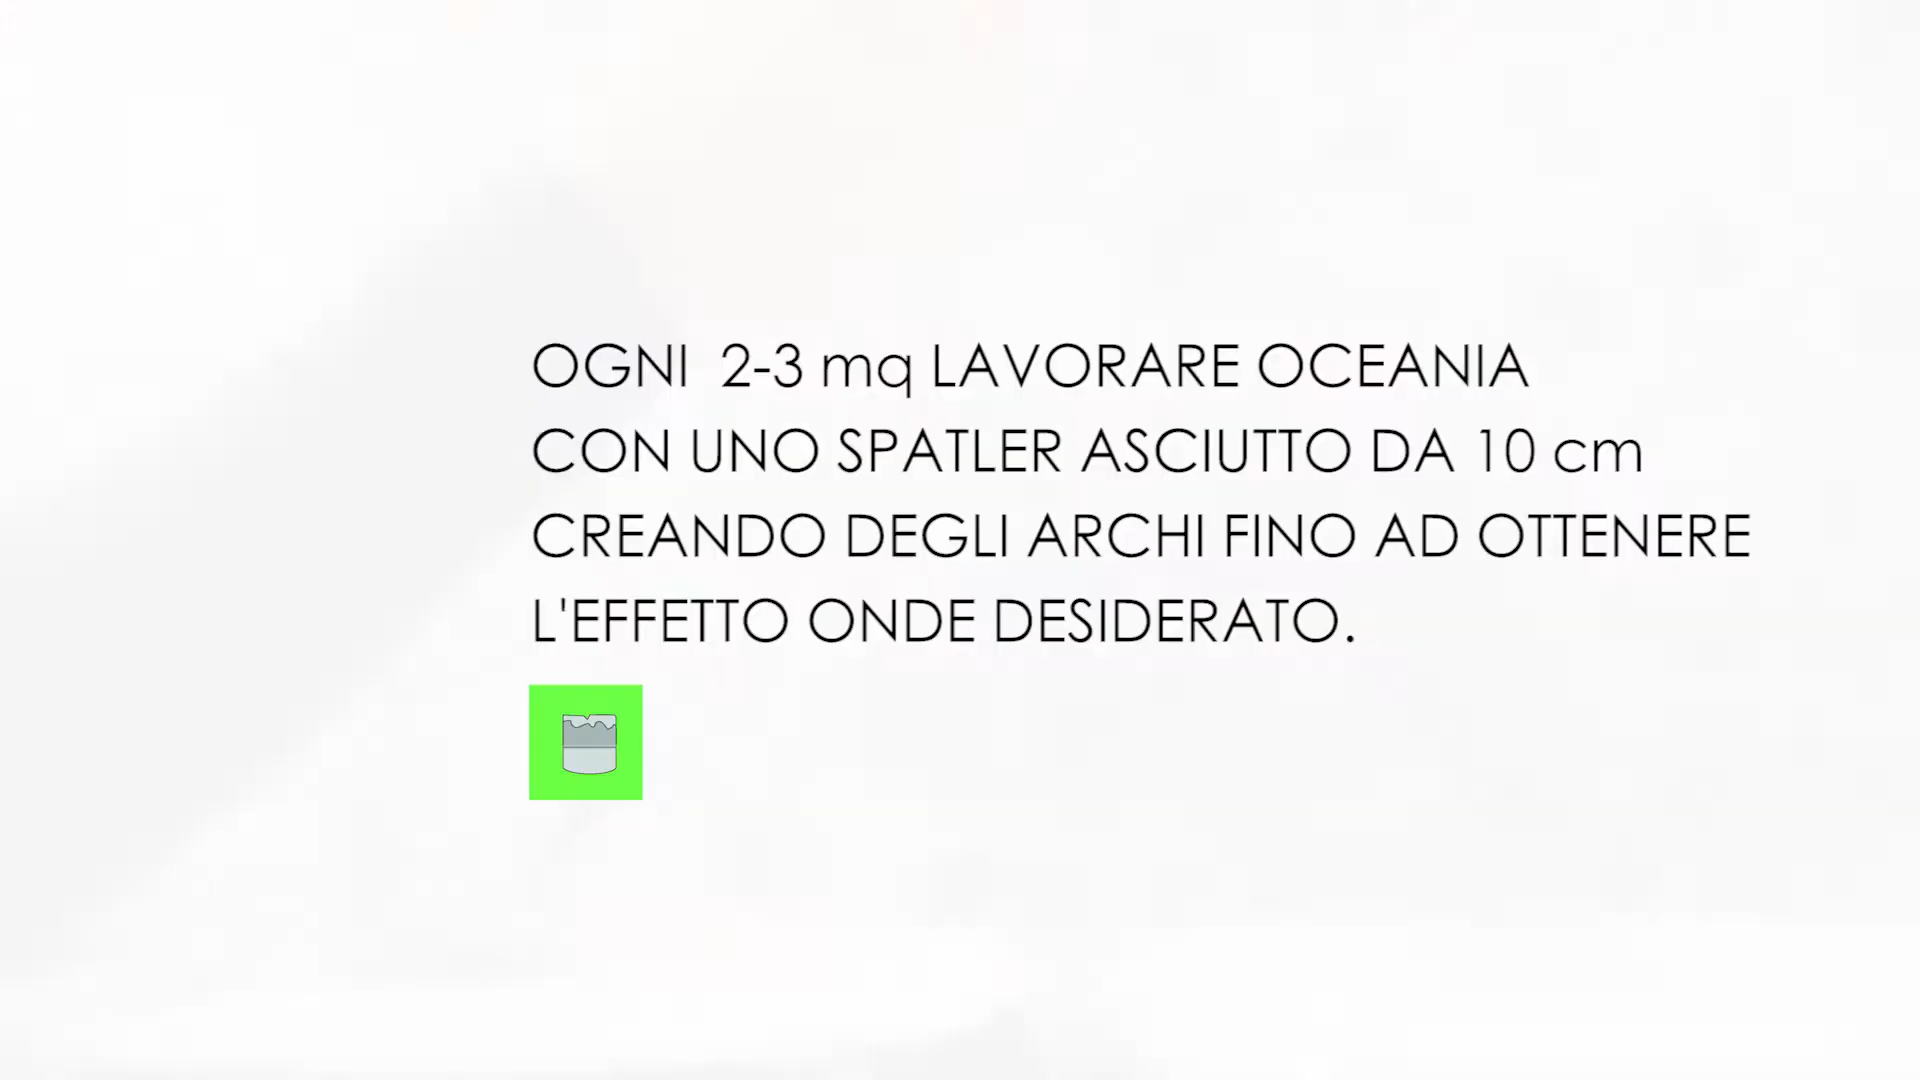 OGNI  2-3 mq LAVORARE OCEANIA
CON UNO SPATLER ASCIUTTO DA 10 cm
CREANDO DEGLI ARCHI FINO AD OTTENERE
L'EFFETTO ONDE DESIDERATO.